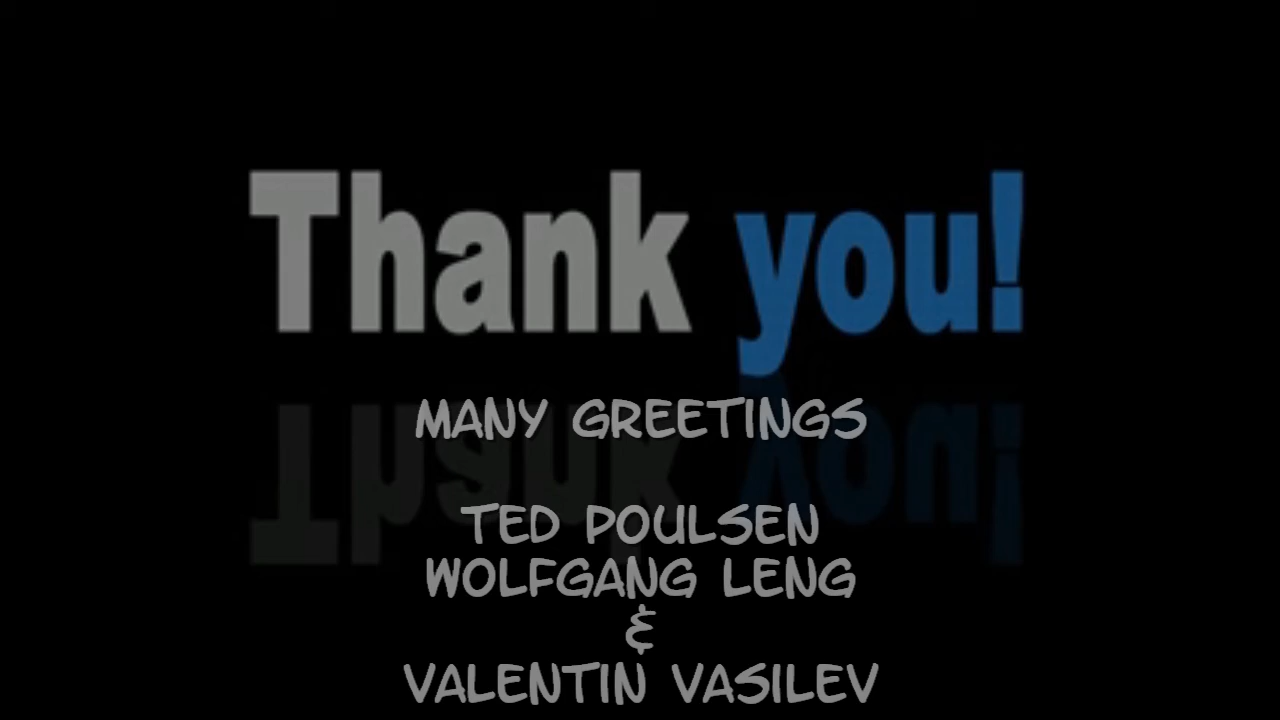 Thank you!
MANY GREETINGS
TED POULSEN
WOLFGANG LENG
&
VALENTIN VASILEV